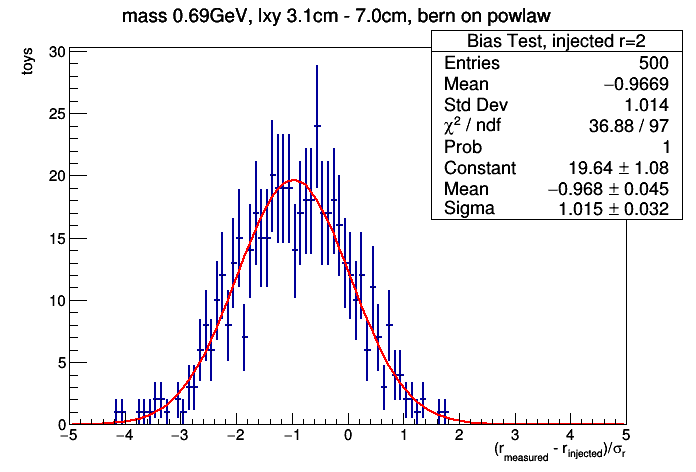 mass 0.69GeV, lxy 3.1cm - 7.0cm, bern on powlaw
Bias Test, injected r=2
Entries 500
Mean −0.9669
Std Dev 1.014
χ² / ndf 36.88 / 97
Prob 1
Constant 19.64 ± 1.08
Mean −0.968 ± 0.045
Sigma 1.015 ± 0.032
toys
30
25
20
15
10
5
0
−5 −4 −3 −2 −1 0 1 2 3 4 5
(r_measured - r_injected)/σ_r